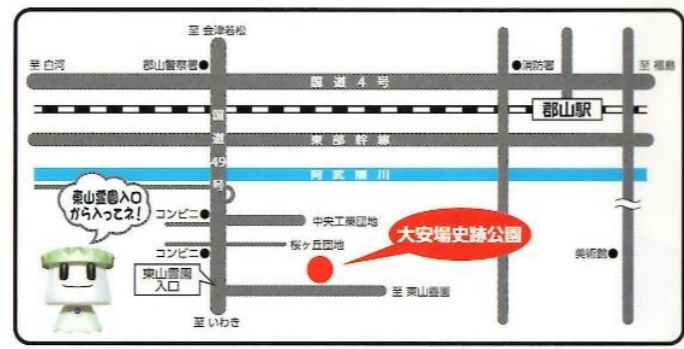 至 会津若松
至 白河
郡山警察署
消防署
至 福島
国道4号
郡山駅
国道49号
東部幹線
阿武隈川
東山霊園入口
から入ってネ!
コンビニ
中央工業団地
大安場史跡公園
桜ヶ丘団地
コンビニ
美術館
東山霊園
入口
至 東山霊園
至 いわき